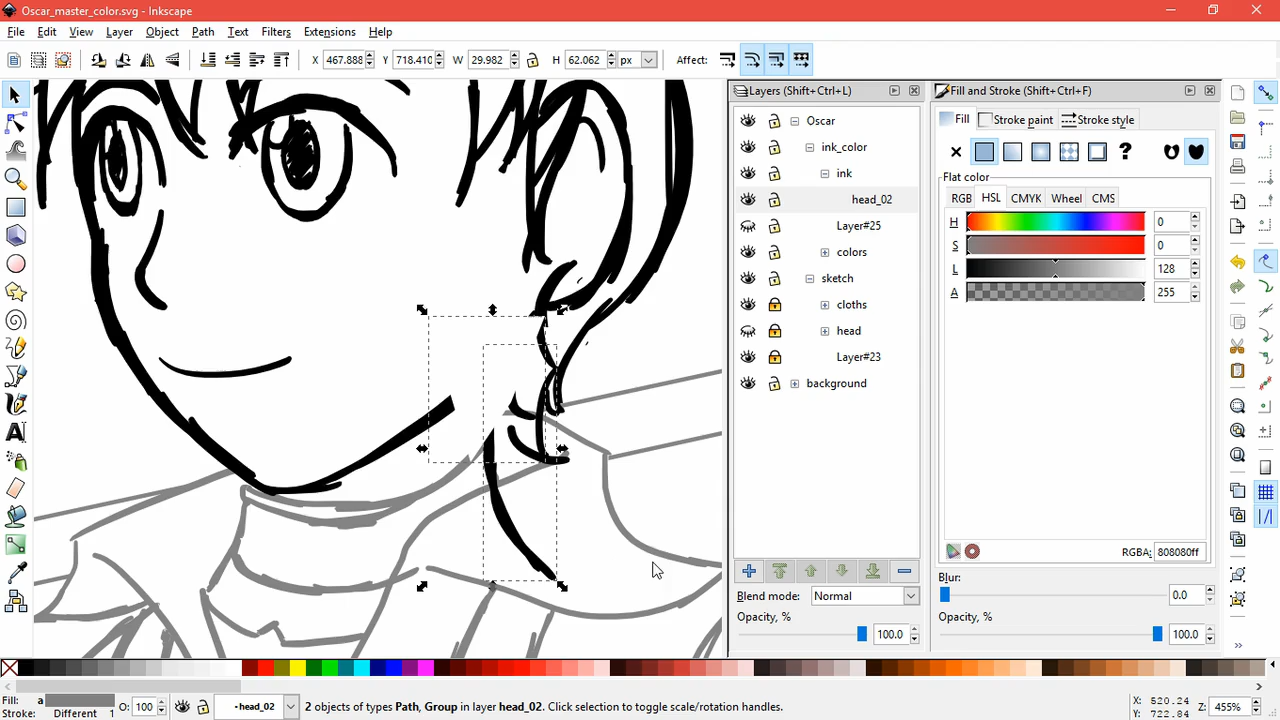 Oscar_master_color.svg - Inkscape
File Edit View Layer Object Path Text Filters Extensions Help
X 467.888 Y 718.410 W 29.982 H 62.062 px Affect:
Layers (Shift+Ctrl+L)
Oscar
ink_color
ink
head_02
Layer#25
colors
sketch
cloths
head
Layer#23
background
Blend mode: Normal
Opacity, %
100.0
Fill and Stroke (Shift+Ctrl+F)
Fill Stroke paint Stroke style
?
Flat color
RGB HSL CMYK Wheel CMS
H 0
S 0
L 128
A 255
RGBA: 808080ff
Blur:
0.0
Opacity, %
100.0
Fill: a O: 100 -head_02 2 objects of types Path, Group in layer head_02. Click selection to toggle scale/rotation handles. X: 520.24 Z: 455%
Stroke: Different 1 Y: 722.84